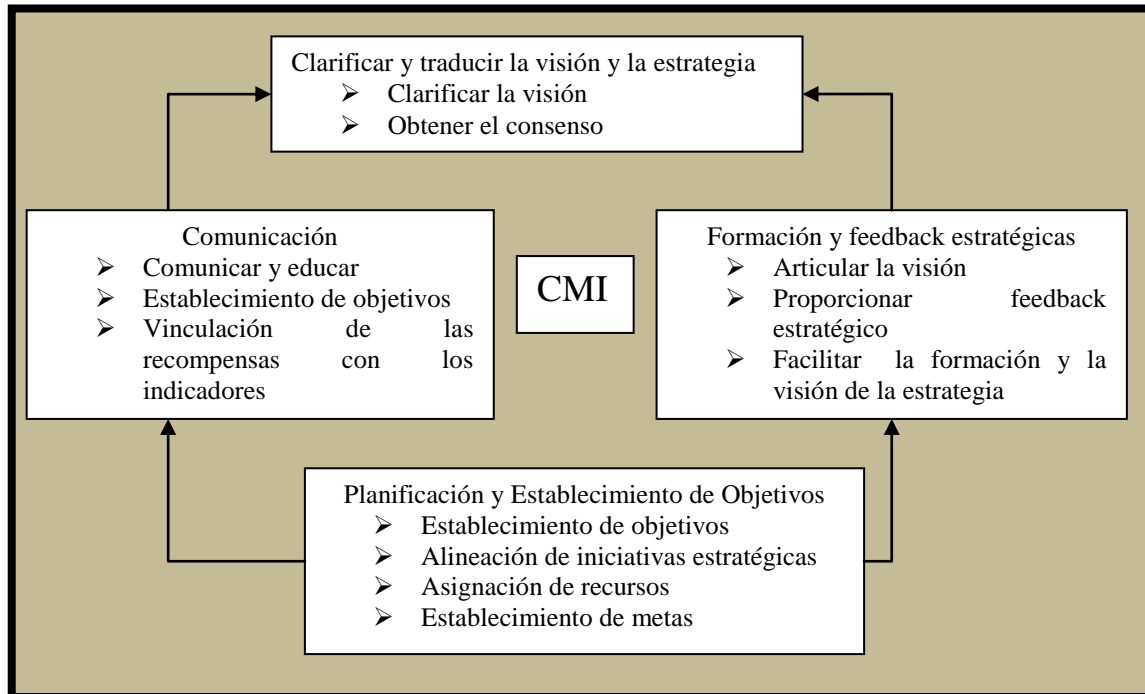 Clarificar y traducir la visión y la estrategia
➢ Clarificar la visión
➢ Obtener el consenso
Comunicación
➢ Comunicar y educar
➢ Establecimiento de objetivos
➢ Vinculación de las
recompensas con los
indicadores
CMI
Formación y feedback estratégicas
➢ Articular la visión
➢ Proporcionar feedback
estratégico
➢ Facilitar la formación y la
visión de la estrategia
Planificación y Establecimiento de Objetivos
➢ Establecimiento de objetivos
➢ Alineación de iniciativas estratégicas
➢ Asignación de recursos
➢ Establecimiento de metas